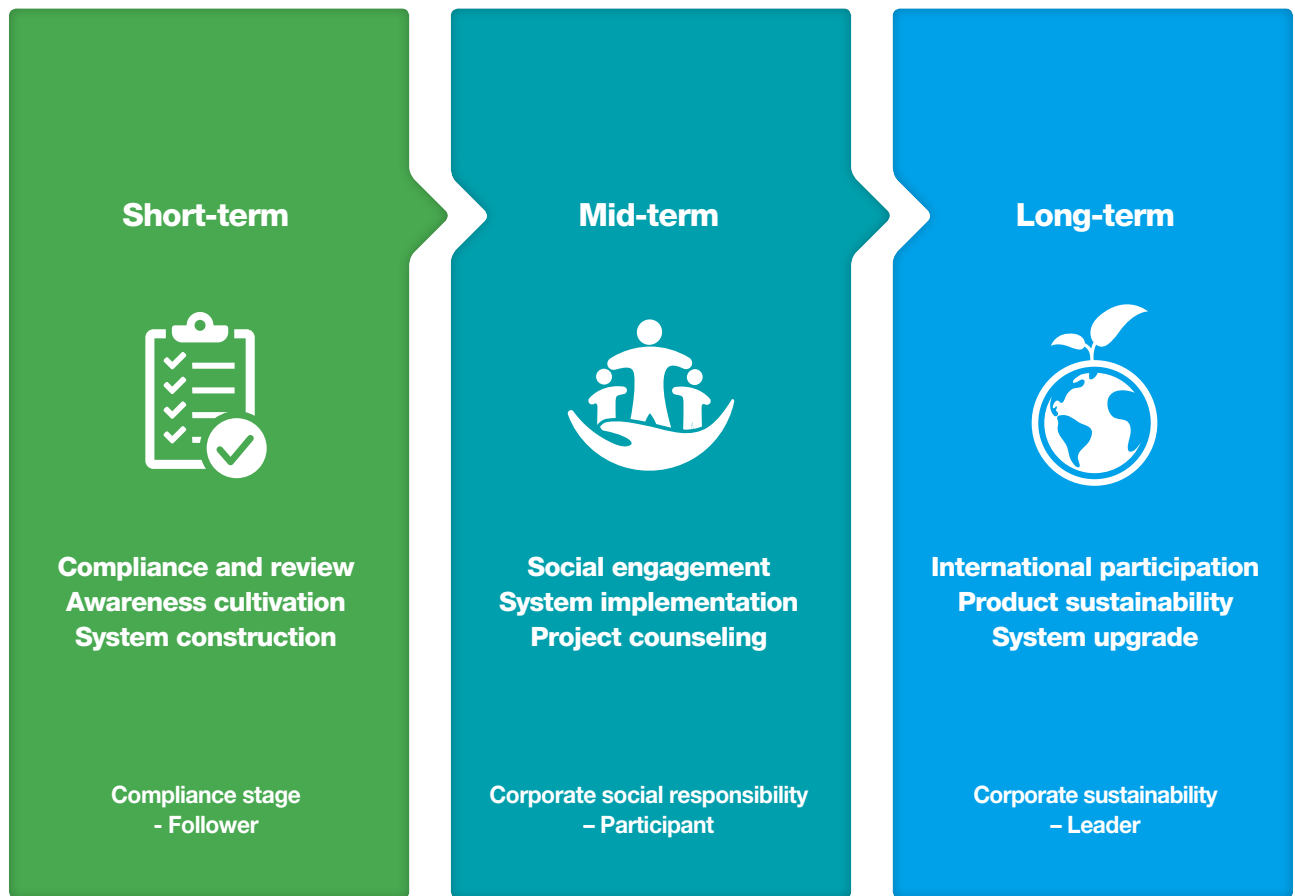 Short-term
Compliance and review
Awareness cultivation
System construction
Compliance stage
- Follower
Mid-term
Social engagement
System implementation
Project counseling
Corporate social responsibility
– Participant
Long-term
International participation
Product sustainability
System upgrade
Corporate sustainability
– Leader